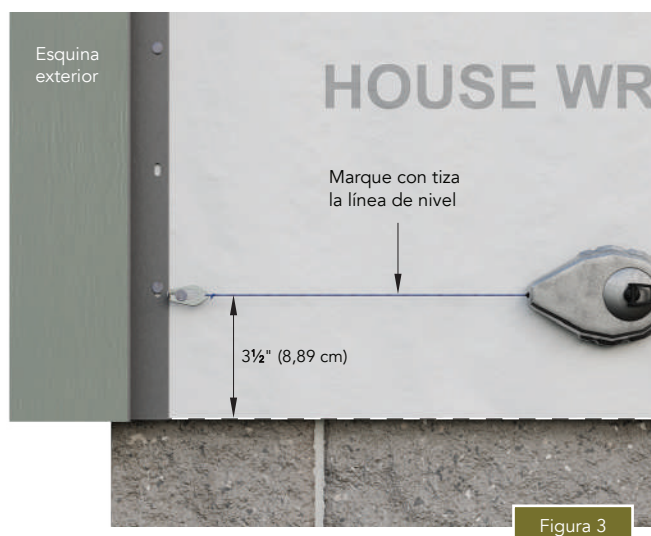 Esquina
exterior
HOUSE WR
Marque con tiza
la línea de nivel
3½" (8,89 cm)
Figura 3